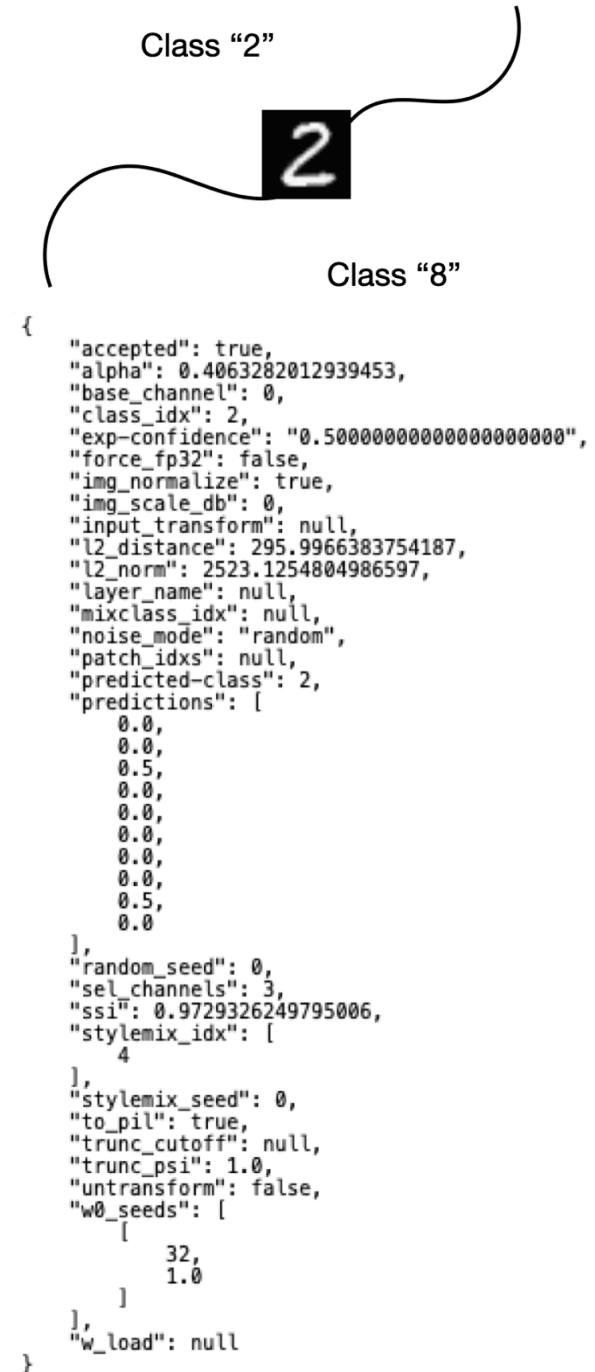 Class “2”
2
Class “8”
{
    "accepted": true,
    "alpha": 0.4063282012939453,
    "base_channel": 0,
    "class_idx": 2,
    "exp-confidence": "0.50000000000000000000",
    "force_fp32": false,
    "img_normalize": true,
    "img_scale_db": 0,
    "input_transform": null,
    "l2_distance": 295.9966383754187,
    "l2_norm": 2523.1254804986597,
    "layer_name": null,
    "mixclass_idx": null,
    "noise_mode": "random",
    "patch_idxs": null,
    "predicted-class": 2,
    "predictions": [
        0.0,
        0.0,
        0.5,
        0.0,
        0.0,
        0.0,
        0.0,
        0.0,
        0.5,
        0.0
    ],
    "random_seed": 0,
    "sel_channels": 3,
    "ssi": 0.9729326249795006,
    "stylemix_idx": [
        4
    ],
    "stylemix_seed": 0,
    "to_pil": true,
    "trunc_cutoff": null,
    "trunc_psi": 1.0,
    "untransform": false,
    "w0_seeds": [
        [
            32,
            1.0
        ]
    ],
    "w_load": null
}